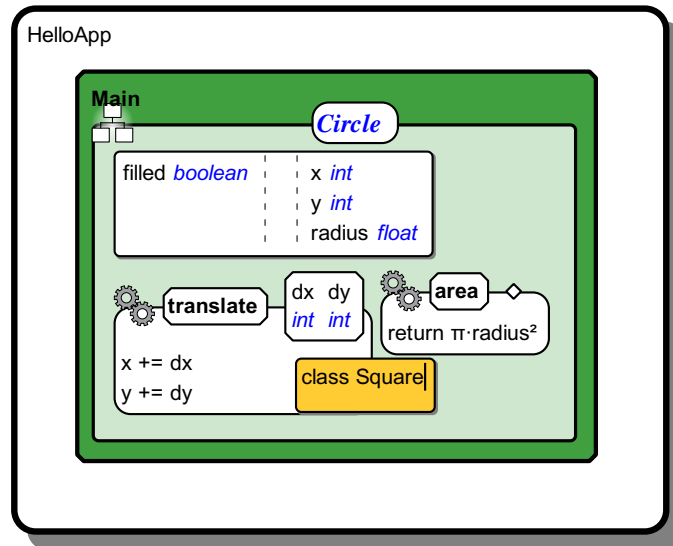 HelloApp
Main
Circle
filled boolean
x int
y int
radius float
translate
dx dy
int int
area
return π·radius²
x += dx
y += dy
class Square